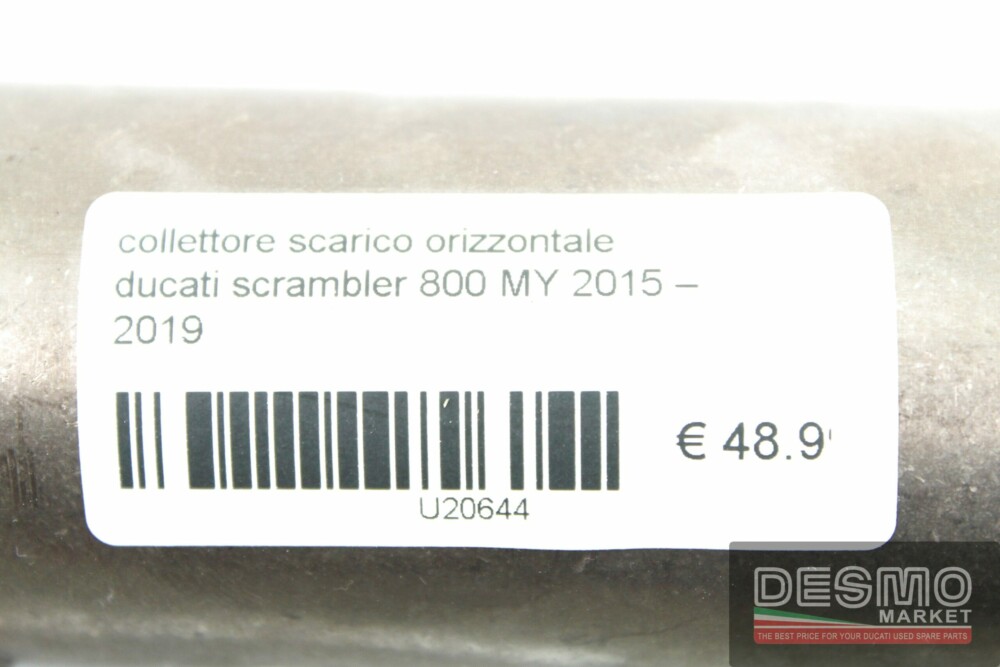 collettore scarico orizzontale
ducati scrambler 800 MY 2015 –
2019
€ 48.9
U20644
DESMO
MARKET
THE BEST PRICE FOR YOUR DUCATI USED SPARE PARTS